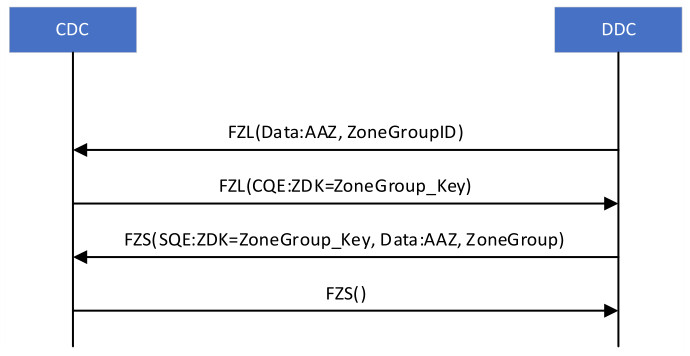 CDC
DDC
FZL(Data:AAZ, ZoneGroupID)
FZL(CQE:ZDK=ZoneGroup_Key)
FZS(SQE:ZDK=ZoneGroup_Key, Data:AAZ, ZoneGroup)
FZS()